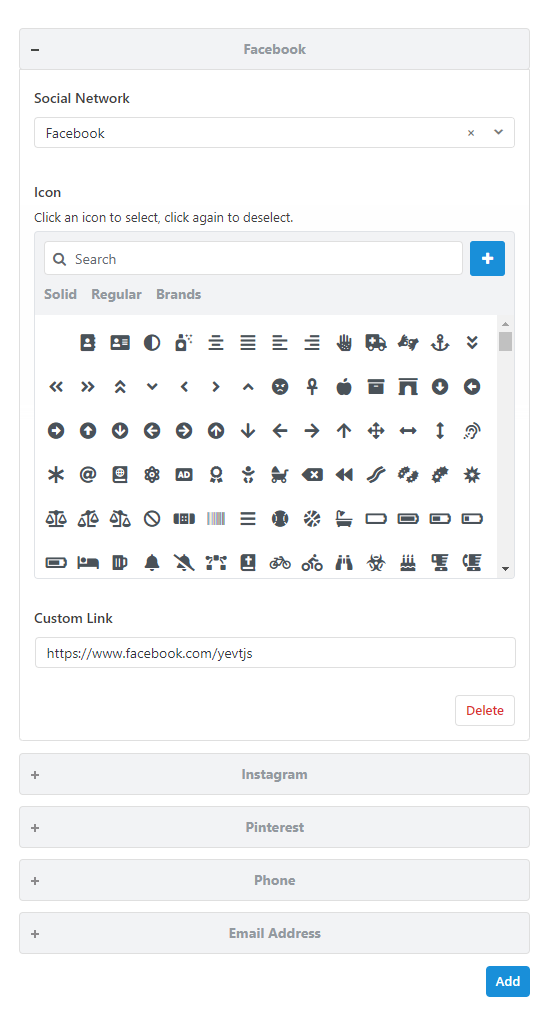 Facebook
Social Network
Facebook
Icon
Click an icon to select, click again to deselect.
Search
Solid Regular Brands
AD
Custom Link
https://www.facebook.com/yevtjs
Delete
Instagram
Pinterest
Phone
Email Address
Add